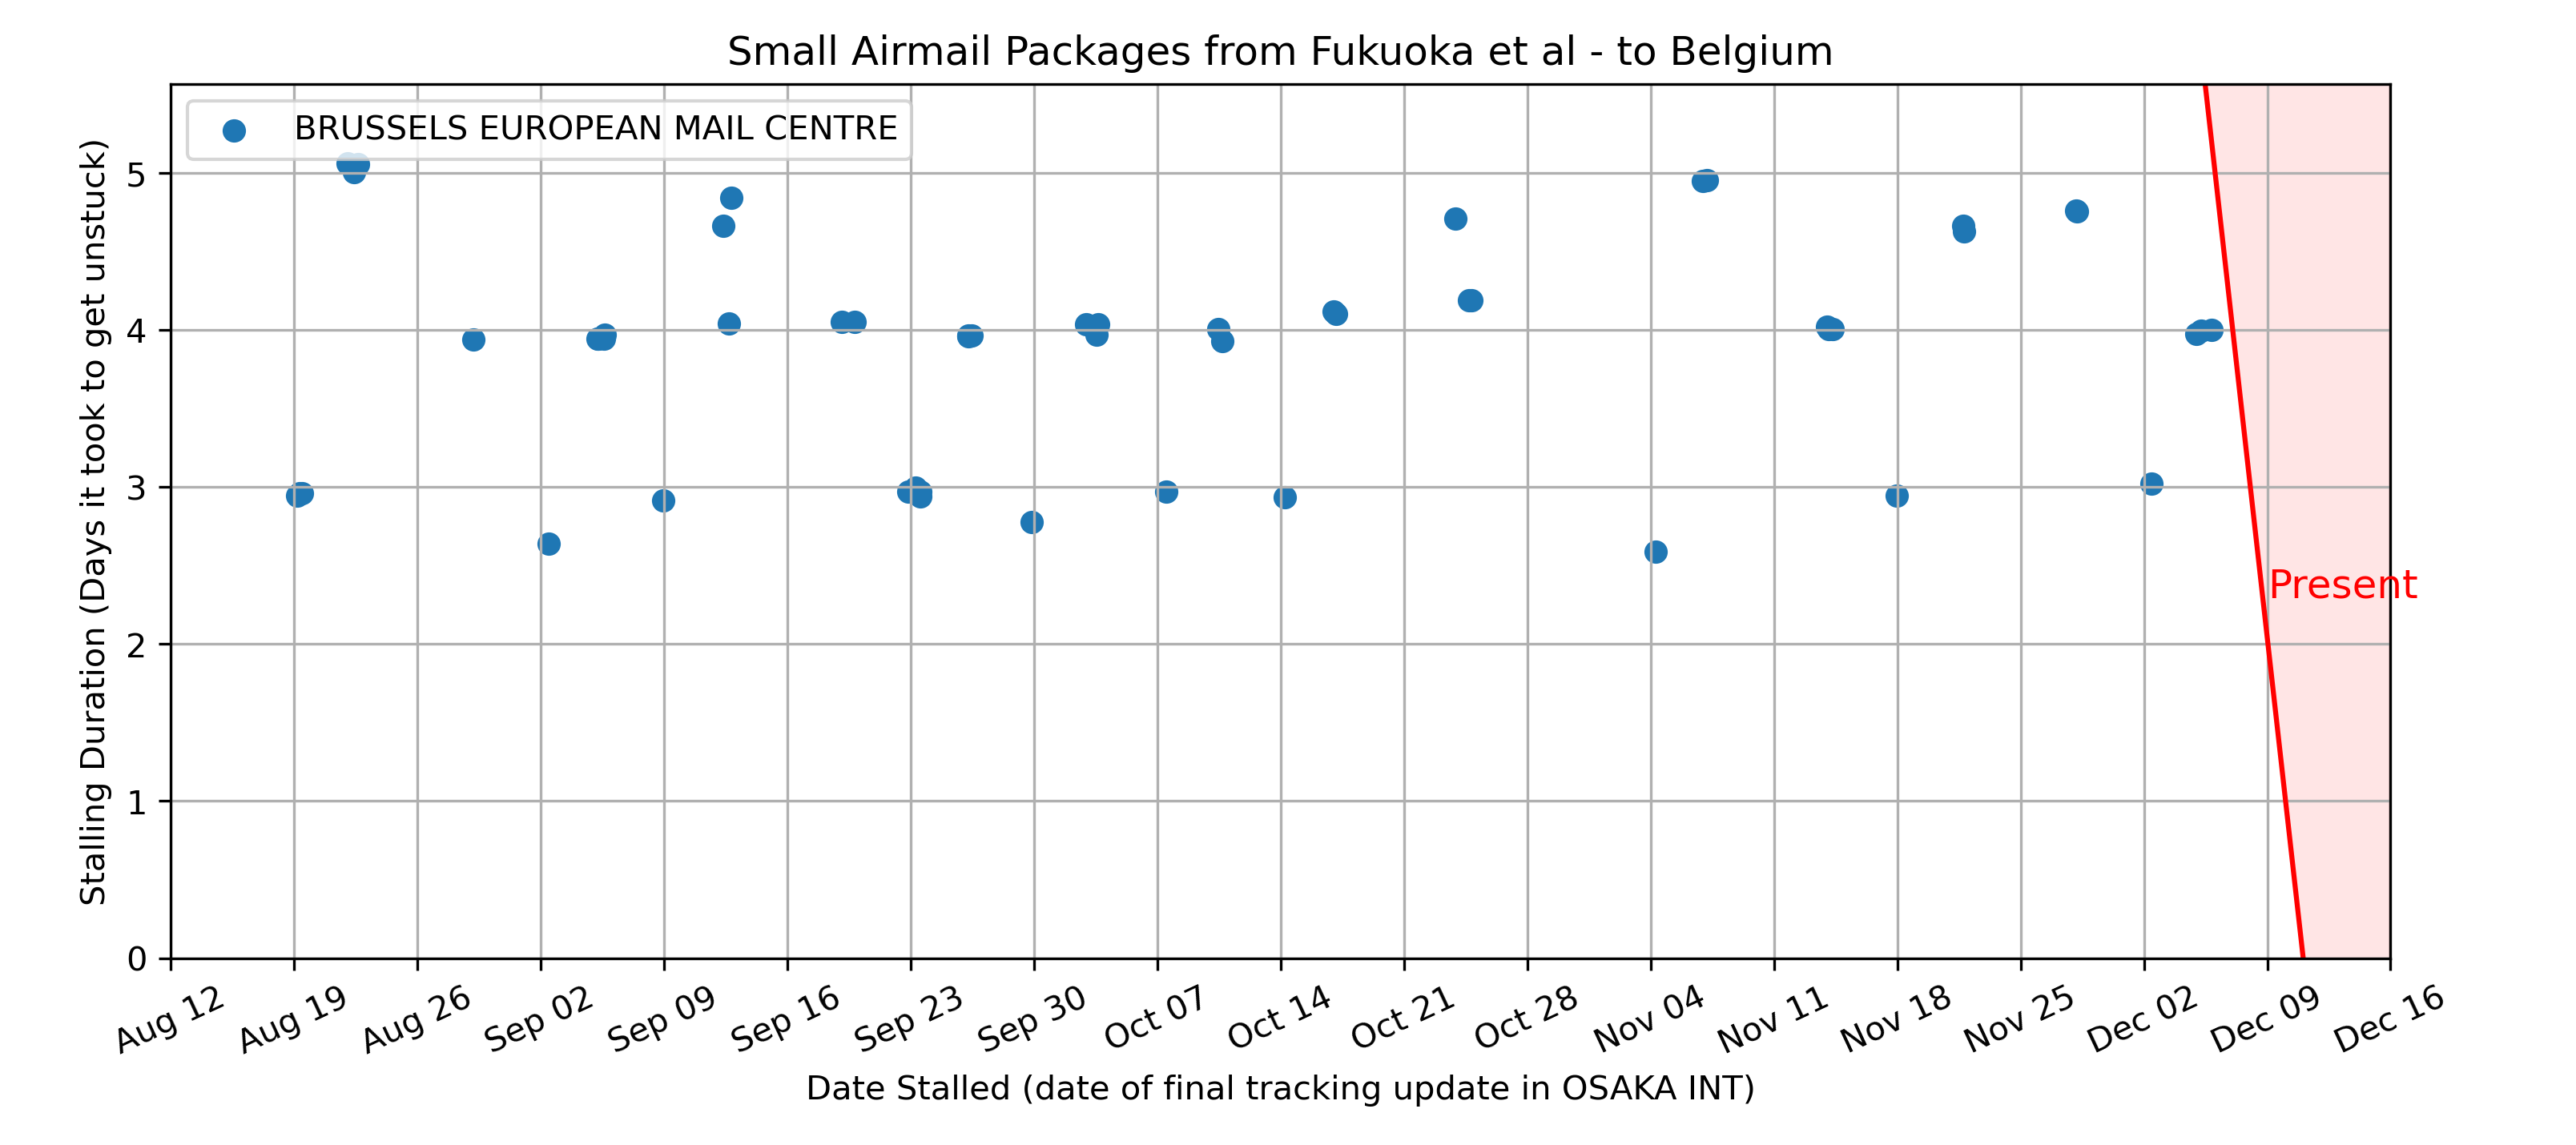 Small Airmail Packages from Fukuoka et al - to Belgium
BRUSSELS EUROPEAN MAIL CENTRE
Stalling Duration (Days it took to get unstuck)
5
4
3
2
1
0
Present
Aug 12
Aug 19
Aug 26
Sep 02
Sep 09
Sep 16
Sep 23
Sep 30
Oct 07
Oct 14
Oct 21
Oct 28
Nov 04
Nov 11
Nov 18
Nov 25
Dec 02
Dec 09
Dec 16
Date Stalled (date of final tracking update in OSAKA INT)